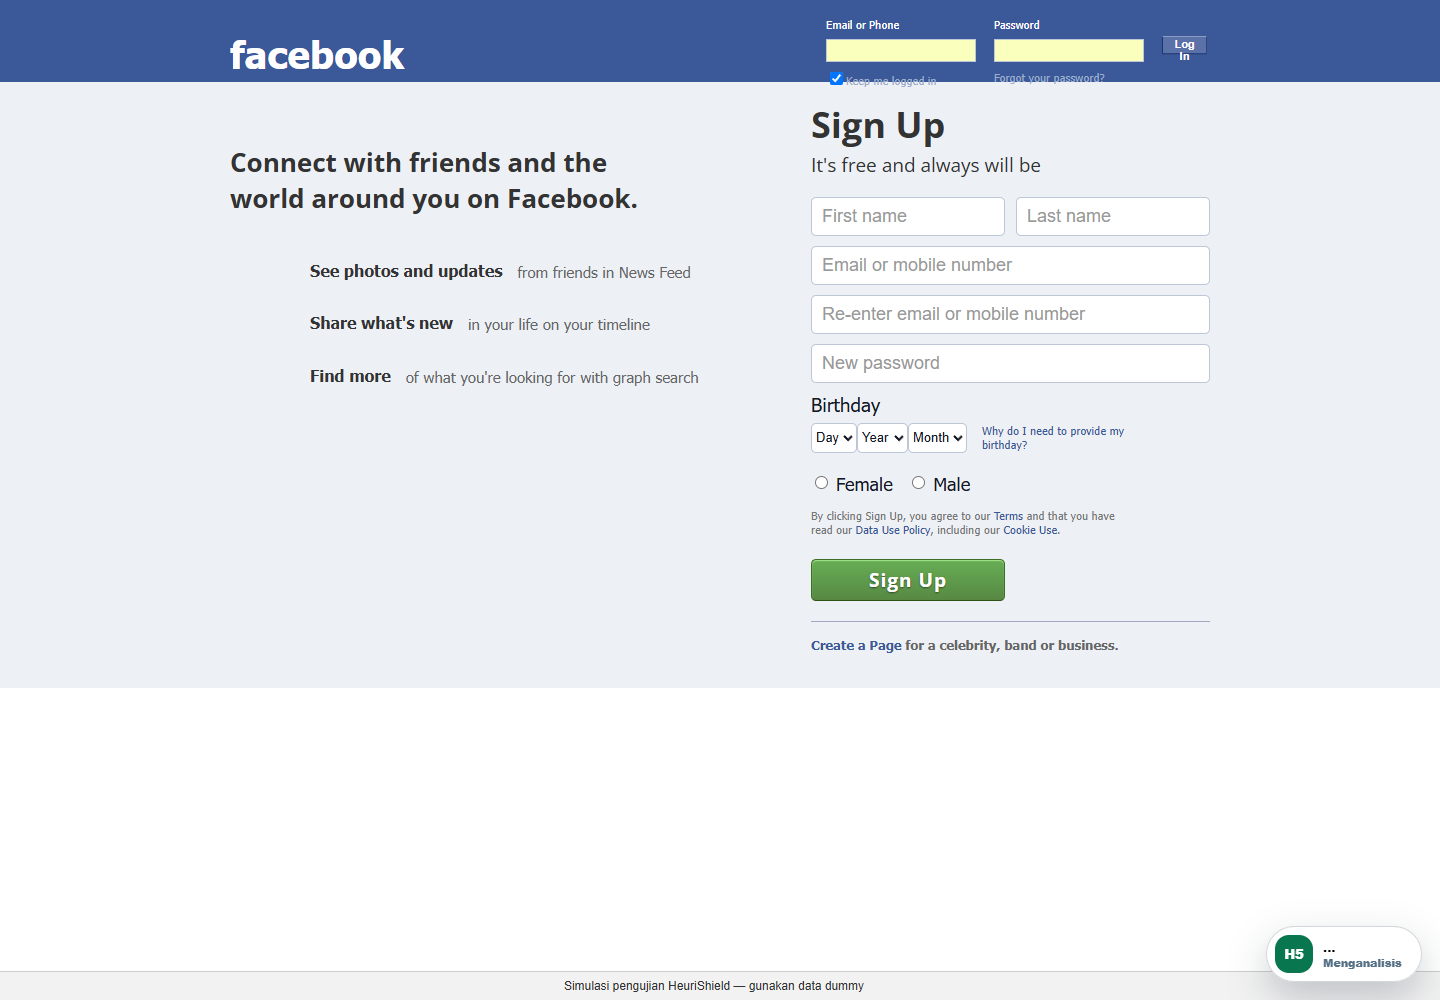 facebook
Email or Phone
Password
Log
In
Keep me logged in
Forgot your password?
Connect with friends and the
world around you on Facebook.
See photos and updates from friends in News Feed
Share what's new in your life on your timeline
Find more of what you're looking for with graph search
Sign Up
It's free and always will be
First name
Last name
Email or mobile number
Re-enter email or mobile number
New password
Birthday
Day
Year
Month
Why do I need to provide my
birthday?
Female
Male
By clicking Sign Up, you agree to our Terms and that you have
read our Data Use Policy, including our Cookie Use.
Sign Up
Create a Page for a celebrity, band or business.
H5
...
Menganalisis
Simulasi pengujian HeuriShield — gunakan data dummy